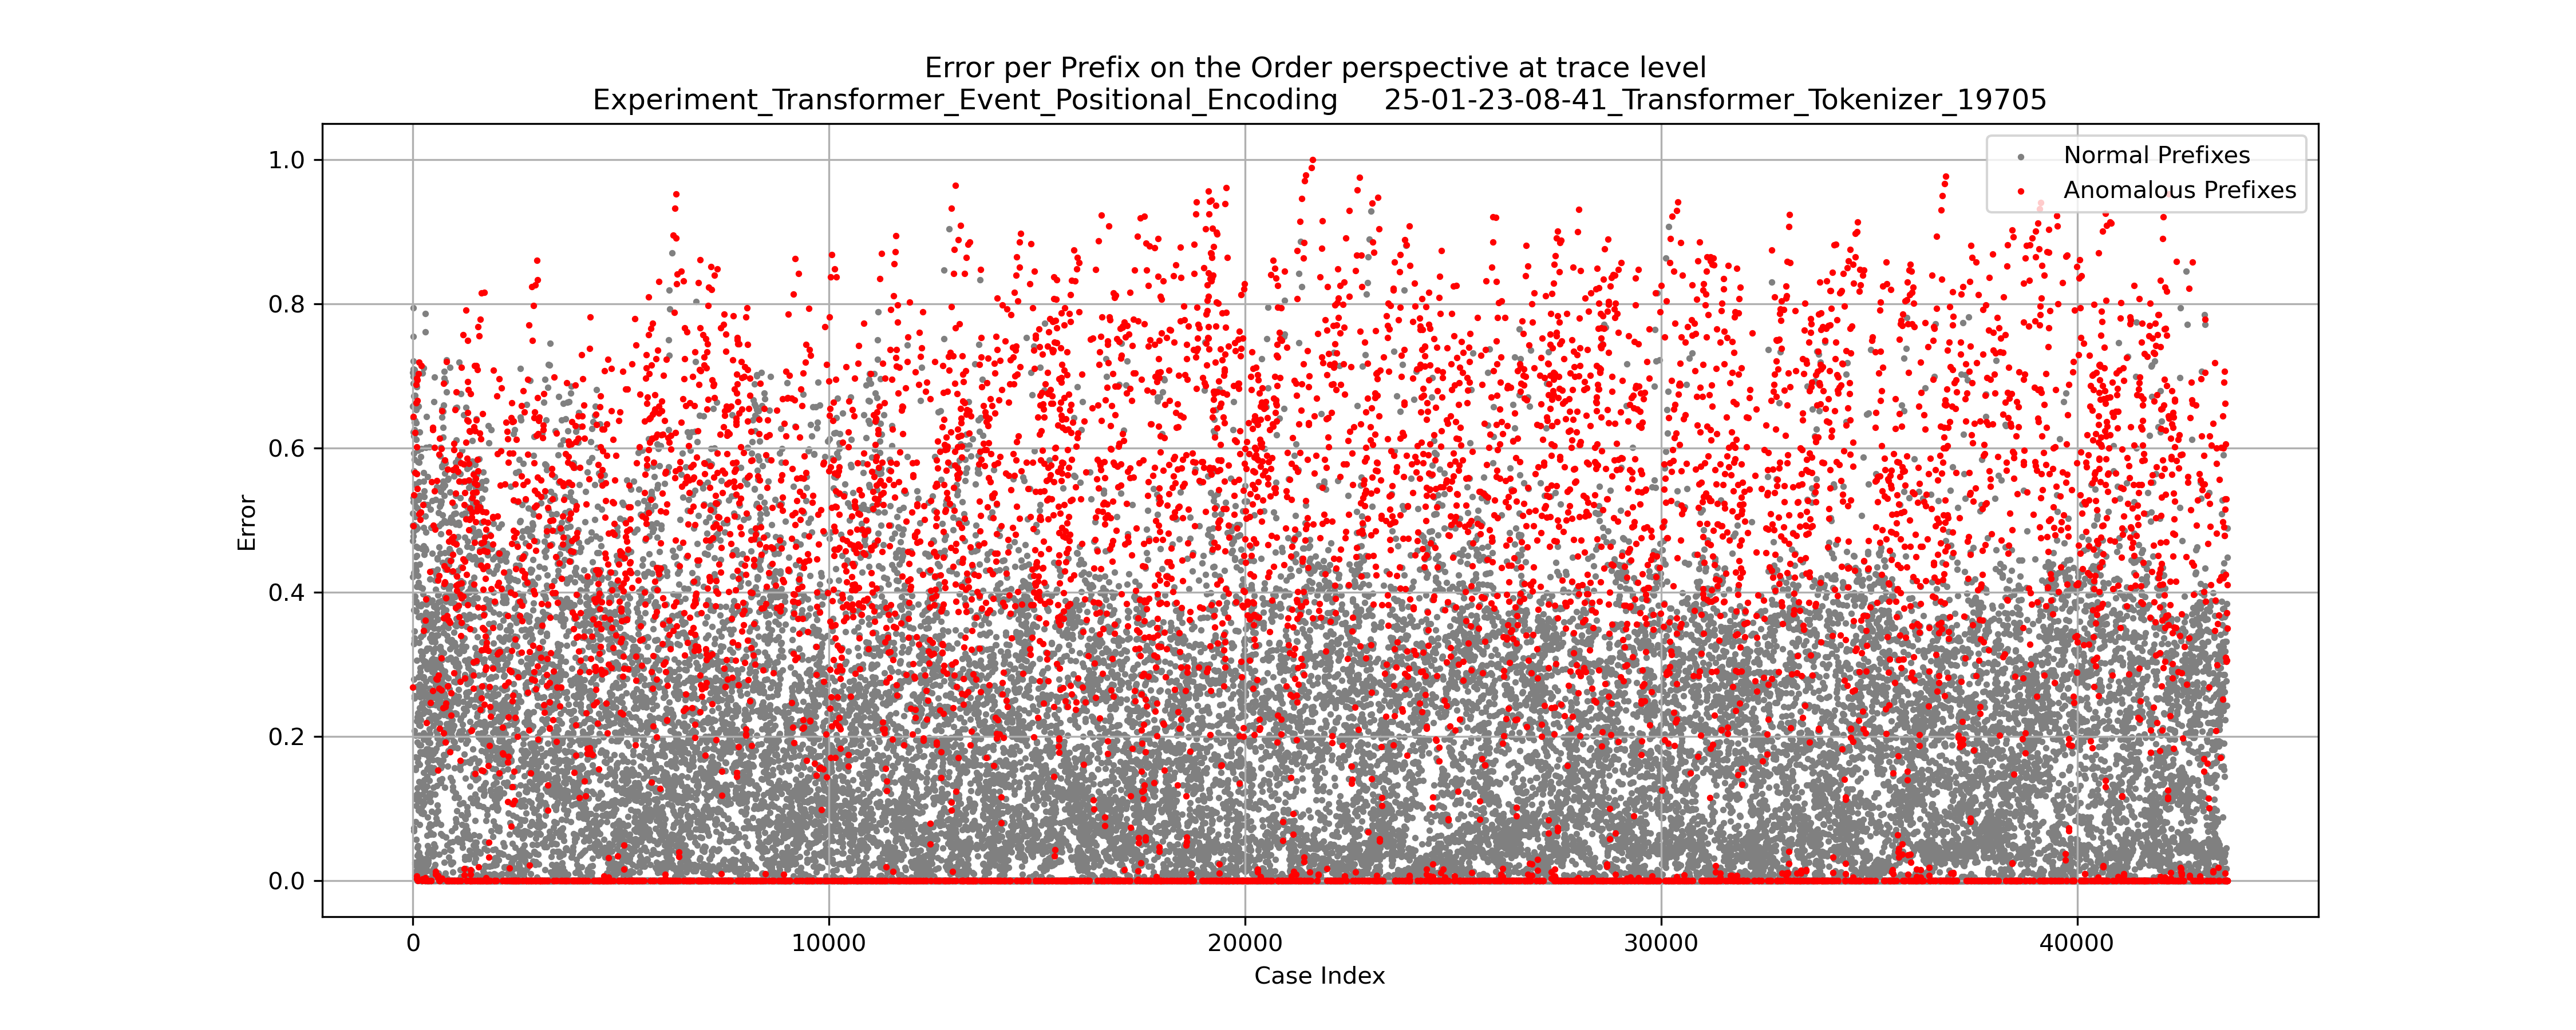 Error per Prefix on the Order perspective at trace level
Experiment_Transformer_Event_Positional_Encoding 25-01-23-08-41_Transformer_Tokenizer_19705
Normal Prefixes
Anomalous Prefixes
1.0
0.8
0.6
0.4
0.2
0.0
Error
0 10000 20000 30000 40000
Case Index